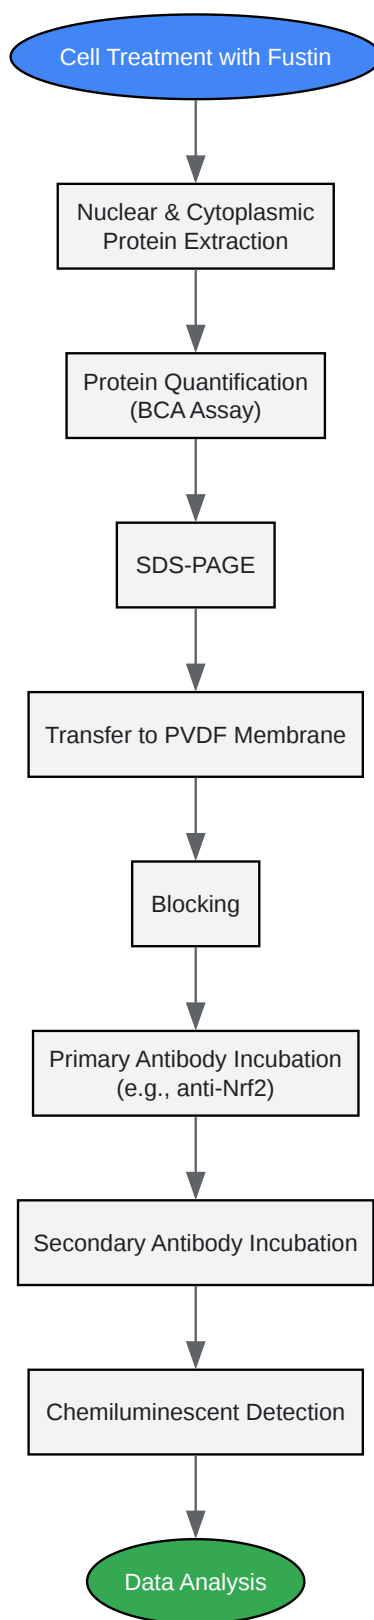 Cell Treatment with Fustin
Nuclear & Cytoplasmic
Protein Extraction
Protein Quantification
(BCA Assay)
SDS-PAGE
Transfer to PVDF Membrane
Blocking
Primary Antibody Incubation
(e.g., anti-Nrf2)
Secondary Antibody Incubation
Chemiluminescent Detection
Data Analysis